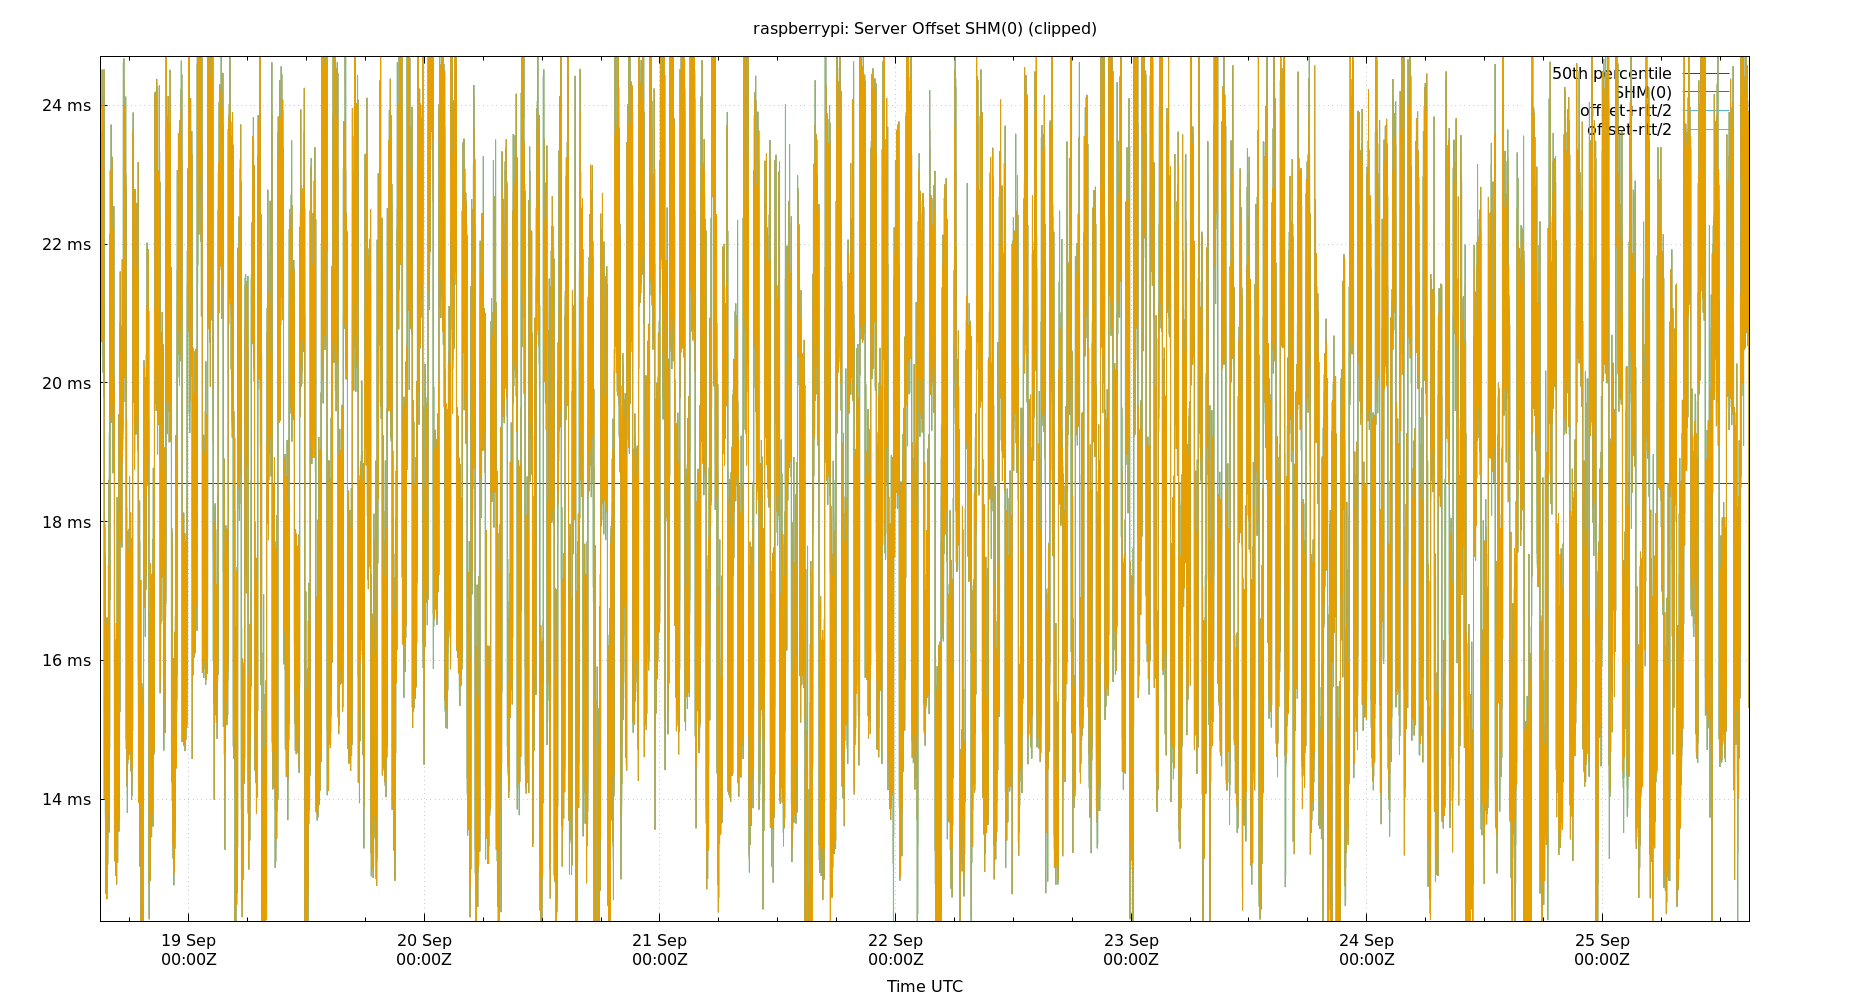 raspberrypi: Server Offset SHM(0) (clipped)
50th percentile
SHM(0)
offset+rtt/2
offset-rtt/2
24 ms
22 ms
20 ms
18 ms
16 ms
14 ms
19 Sep
00:00Z
20 Sep
00:00Z
21 Sep
00:00Z
22 Sep
00:00Z
23 Sep
00:00Z
24 Sep
00:00Z
25 Sep
00:00Z
Time UTC